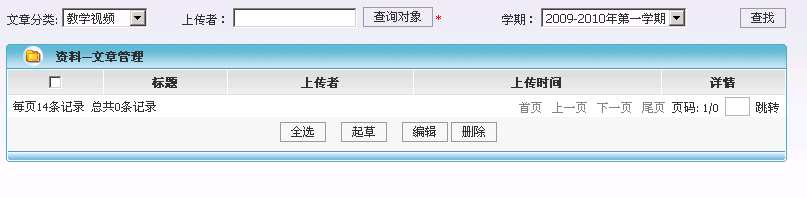 文章分类: 教学视频 上传者： 查询对象 * 学期： 2009-2010年第一学期 查找
资料—文章管理
标题 上传者 上传时间 详情
每页14条记录 总共0条记录 首页 上一页 下一页 尾页 页码: 1/0 跳转
全选 起草 编辑 删除